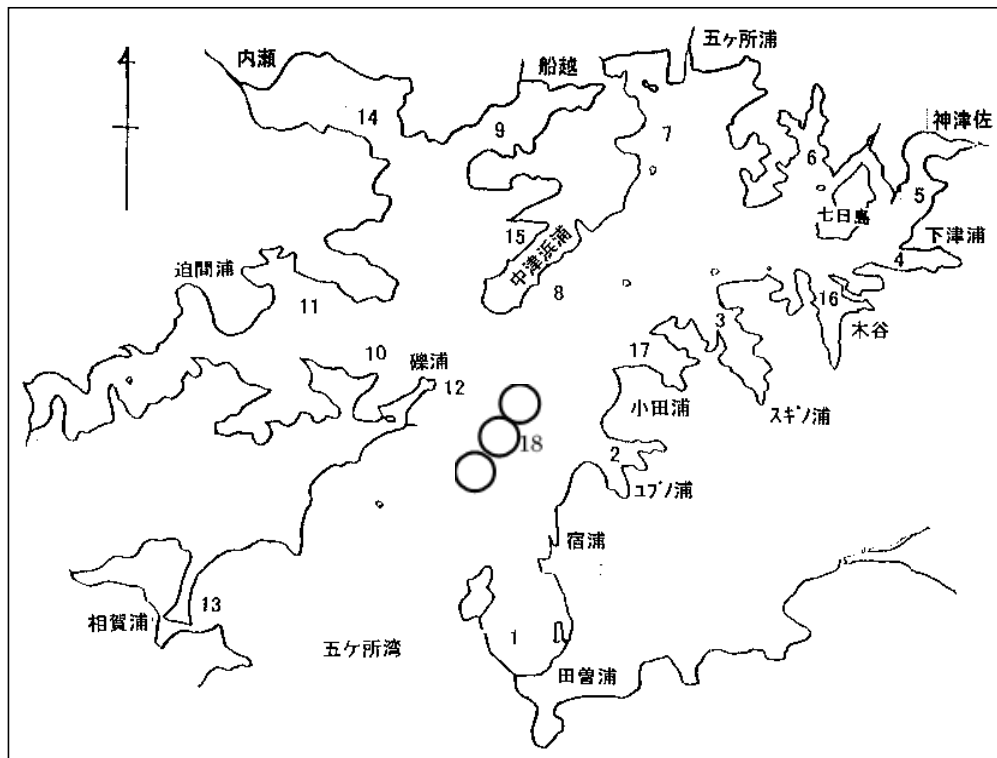 五ケ所浦
内瀬
船越
14
9
7
神津佐
6
5
七日島
15
中津浜浦
下津浦
4
迫間浦
8
11
16
3
木谷
10
礫浦
17
12
小田浦
スギノ浦
18
2
ユブノ浦
宿浦
13
相賀浦
五ケ所湾
1
田曽浦